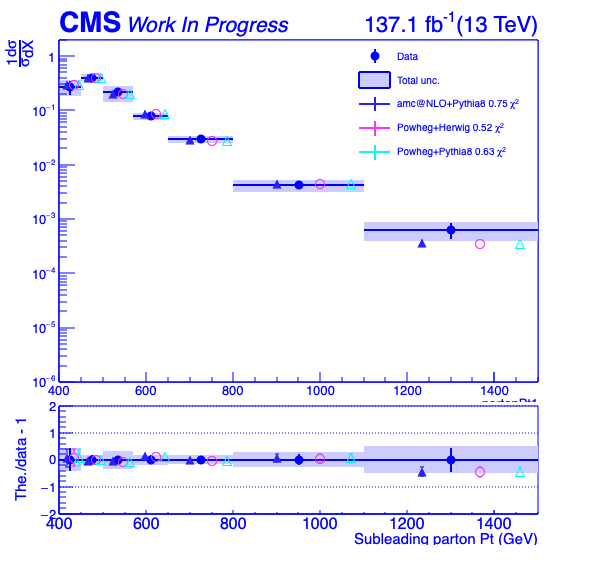 CMS Work In Progress 137.1 fb⁻¹(13 TeV)
1dσ
σdX
Data
Total unc.
amc@NLO+Pythia8 0.75 χ²
Powheg+Herwig 0.52 χ²
Powheg+Pythia8 0.63 χ²
1
10⁻¹
10⁻²
10⁻³
10⁻⁴
10⁻⁵
10⁻⁶
400 600 800 1000 1200 1400
The./data - 1
2
1
0
−1
−2
400 600 800 1000 1200 1400
Subleading parton Pt (GeV)